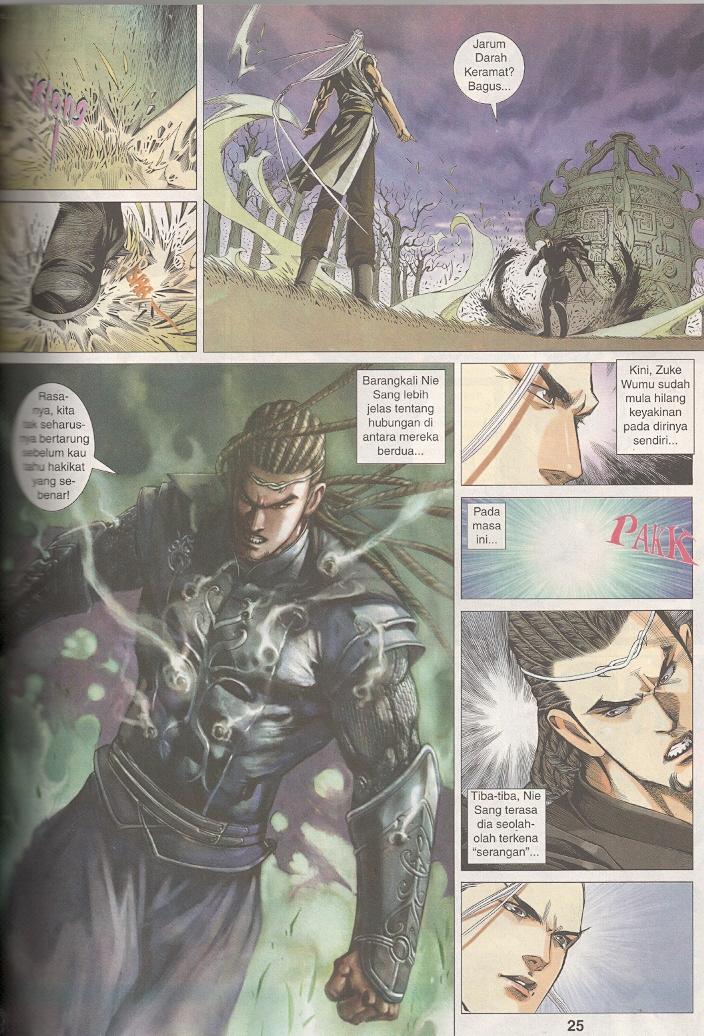 Klang
Jarum
Darah
Keramat?
Bagus...
Rasa-
nya, kita
tak seharus-
nya bertarung
sebelum kau
tahu hakikat
yang se-
benar!
Barangkali Nie
Sang lebih
jelas tentang
hubungan di
antara mereka
berdua...
Kini, Zuke
Wumu sudah
mula hilang
keyakinan
pada dirinya
sendiri...
Pada
masa
ini...
PAKK
Tiba-tiba, Nie
Sang terasa
dia seolah-
olah terkena
“serangan”...
25